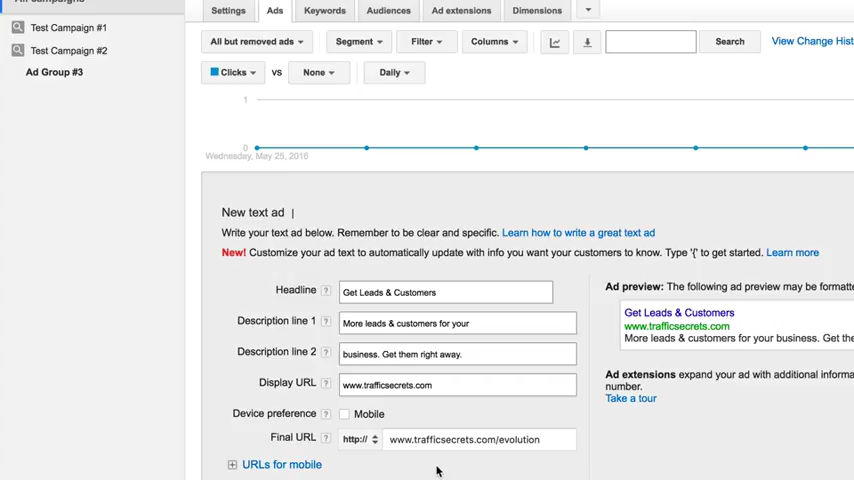 Settings Ads Keywords Audiences Ad extensions Dimensions
Test Campaign #1
Test Campaign #2
Ad Group #3
All but removed ads Segment Filter Columns Search View Change Hist
Clicks vs None Daily
1
0
Wednesday, May 25, 2016
New text ad |
Write your text ad below. Remember to be clear and specific. Learn how to write a great text ad
New! Customize your ad text to automatically update with info you want your customers to know. Type '{' to get started. Learn more
Headline ? Get Leads & Customers
Description line 1 ? More leads & customers for your
Description line 2 ? business. Get them right away.
Display URL ? www.trafficsecrets.com
Device preference ? Mobile
Final URL ? http:// www.trafficsecrets.com/evolution
URLs for mobile
Ad preview: The following ad preview may be formatte
Get Leads & Customers
www.trafficsecrets.com
More leads & customers for your business. Get the
Ad extensions expand your ad with additional informa
number.
Take a tour